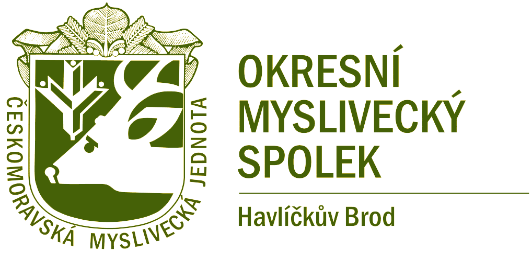 ČESKOMORAVSKÁ MYSLIVECKÁ JEDNOTA
OKRESNÍ
MYSLIVECKÝ
SPOLEK
Havlíčkův Brod